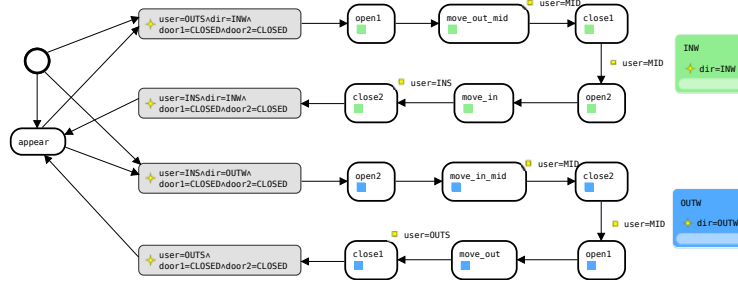 user=OUTS∧dir=INW∧
door1=CLOSED∧door2=CLOSED
open1
move_out_mid
user=MID
close1
user=MID
INW
dir=INW
user=INS∧dir=INW∧
door1=CLOSED∧door2=CLOSED
close2
user=INS
move_in
open2
appear
user=INS∧dir=OUTW∧
door1=CLOSED∧door2=CLOSED
open2
move_in_mid
user=MID
close2
user=MID
OUTW
dir=OUTW
user=OUTS∧
door1=CLOSED∧door2=CLOSED
close1
user=OUTS
move_out
open1